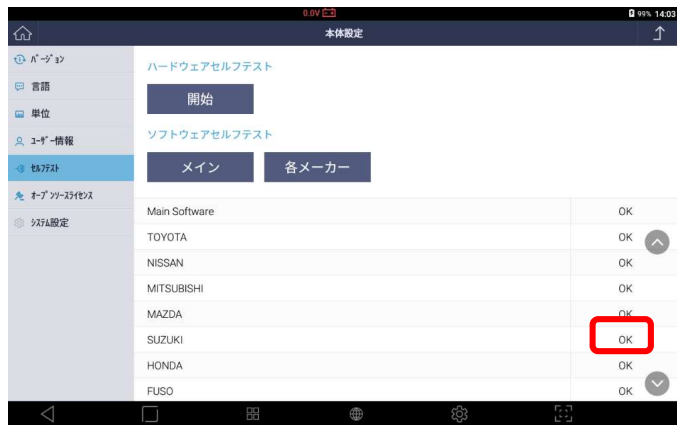 0.0V
99% 14:03
本体設定
ﾊﾞｰｼﾞｮﾝ
言語
単位
ﾕｰｻﾞｰ情報
ｾﾙﾌﾃｽﾄ
ｵｰﾌﾟﾝｿｰｽﾗｲｾﾝｽ
ｼｽﾃﾑ設定
ハードウェアセルフテスト
開始
ソフトウェアセルフテスト
メイン 各メーカー
Main Software OK
TOYOTA OK
NISSAN OK
MITSUBISHI OK
MAZDA OK
SUZUKI OK
HONDA OK
FUSO OK